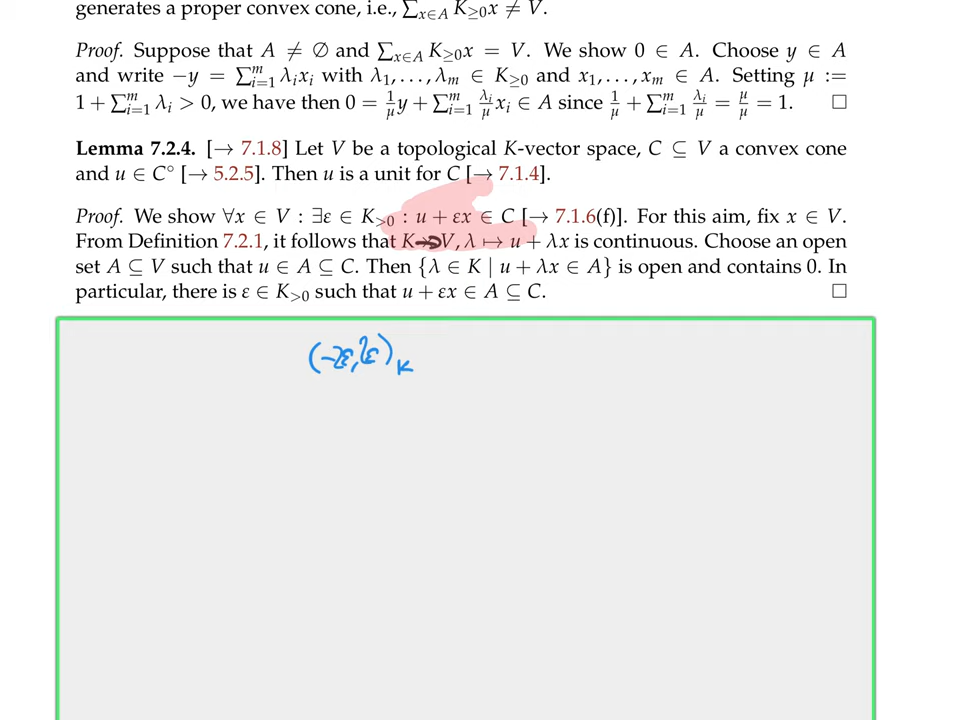 generates a proper convex cone, i.e., ∑_{x∈A} K_{≥0}x ≠ V.
Proof. Suppose that A ≠ ∅ and ∑_{x∈A} K_{≥0}x = V. We show 0 ∈ A. Choose y ∈ A
and write −y = ∑_{i=1}^m λ_i x_i with λ_1, . . . , λ_m ∈ K_{≥0} and x_1, . . . , x_m ∈ A. Setting μ :=
1 + ∑_{i=1}^m λ_i > 0, we have then 0 = \frac{1}{μ}y + ∑_{i=1}^m \frac{λ_i}{μ}x_i ∈ A since \frac{1}{μ} + ∑_{i=1}^m \frac{λ_i}{μ} = \frac{μ}{μ} = 1. □
Lemma 7.2.4. [→ 7.1.8] Let V be a topological K-vector space, C ⊆ V a convex cone
and u ∈ C° [→ 5.2.5]. Then u is a unit for C [→ 7.1.4].
Proof. We show ∀x ∈ V : ∃ε ∈ K_{>0} : u + εx ∈ C [→ 7.1.6(f)]. For this aim, fix x ∈ V.
From Definition 7.2.1, it follows that K → V, λ ↦ u + λx is continuous. Choose an open
set A ⊆ V such that u ∈ A ⊆ C. Then {λ ∈ K | u + λx ∈ A} is open and contains 0. In
particular, there is ε ∈ K_{>0} such that u + εx ∈ A ⊆ C. □
(−2ε, 2ε)_K